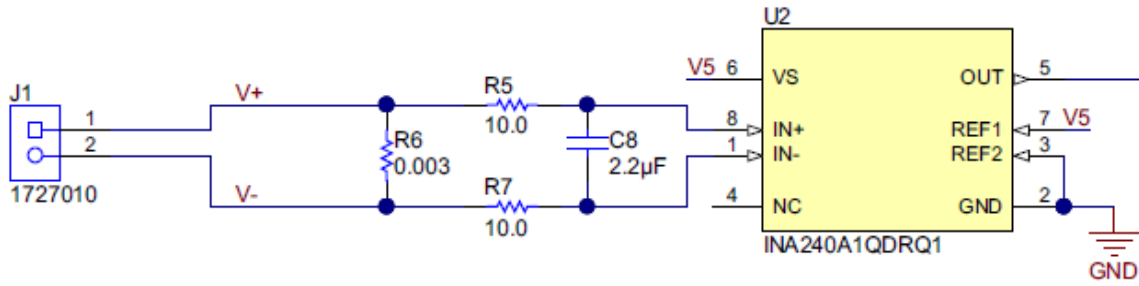 U2
V5 6 VS OUT 5
J1
V+
R5
10.0
1
2
8 IN+ REF1 7 V5
R6
0.003
C8
2.2µF
1 IN- REF2 3
1727010
V-
R7
10.0
4 NC GND 2
INA240A1QDRQ1
GND